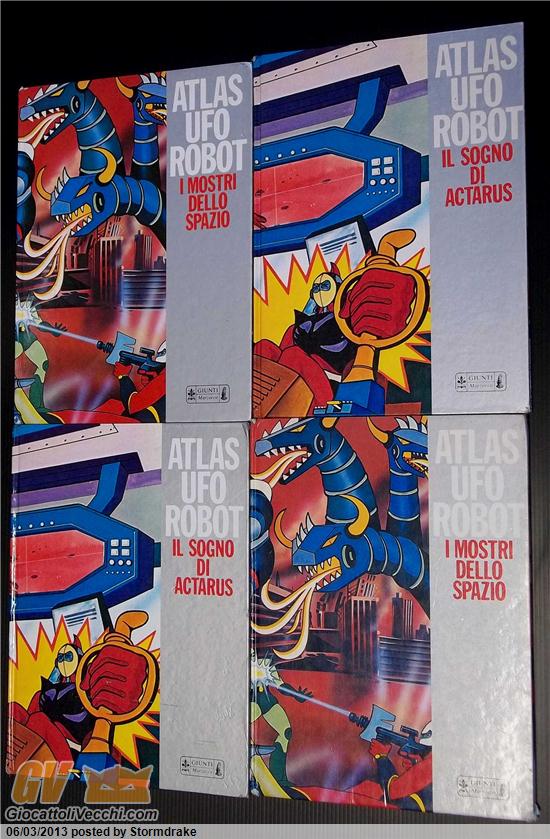 ATLAS
UFO
ROBOT
I MOSTRI
DELLO
SPAZIO
GIUNTI
Marzocco
ATLAS
UFO
ROBOT
IL SOGNO
DI
ACTARUS
GIUNTI
Marzocco
ATLAS
UFO
ROBOT
IL SOGNO
DI
ACTARUS
GIUNTI
Marzocco
ATLAS
UFO
ROBOT
I MOSTRI
DELLO
SPAZIO
GIUNTI
Marzocco
GV
GiocattoliVecchi.com
06/03/2013 posted by Stormdrake